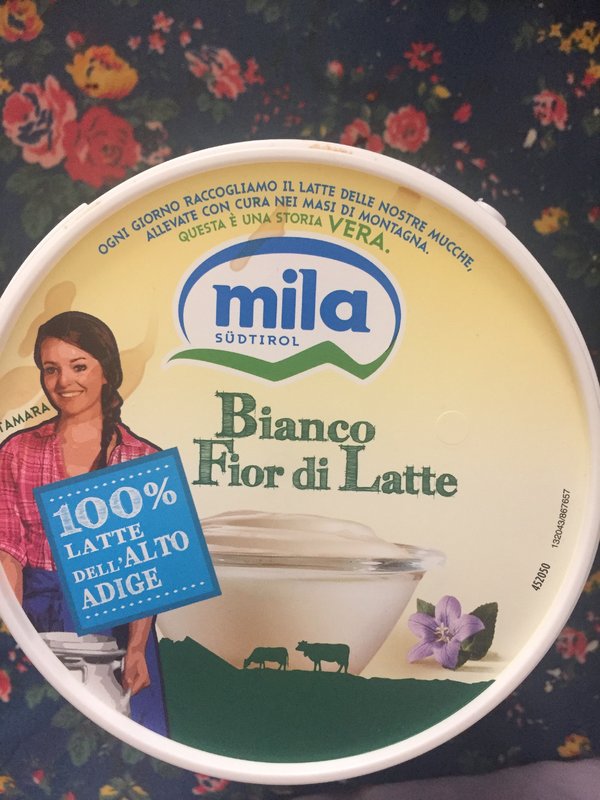 OGNI GIORNO RACCOGLIAMO IL LATTE DELLE NOSTRE MUCCHE,
ALLEVATE CON CURA NEI MASI DI MONTAGNA.
QUESTA È UNA STORIA VERA.
mila
SÜDTIROL
TAMARA
Bianco
Fior di Latte
100%
LATTE
DELL'ALTO
ADIGE
132043/867657
452050